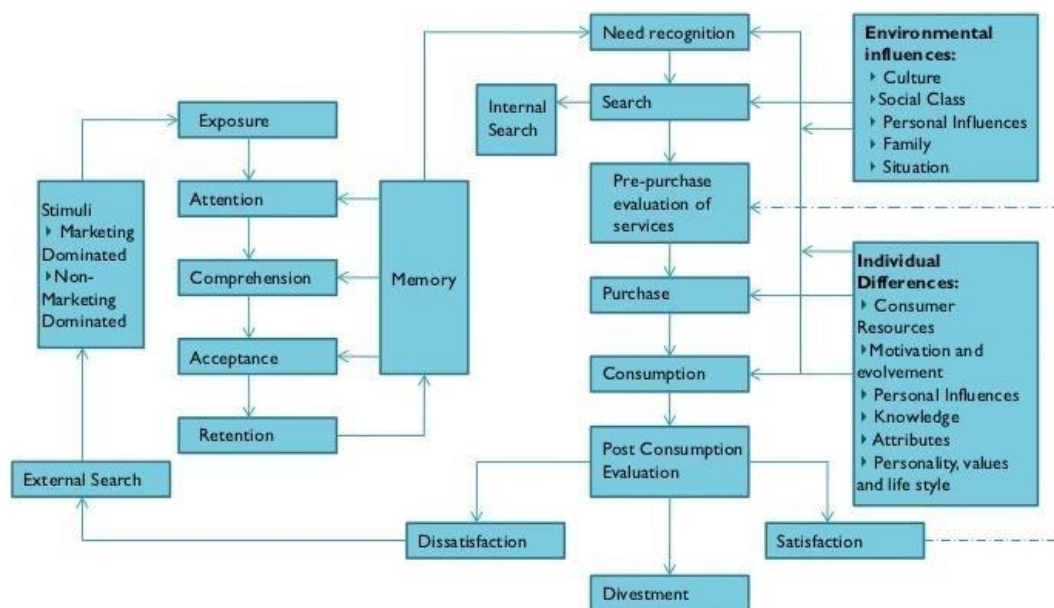 Need recognition
Environmental
influences:
Culture
Social Class
Personal Influences
Family
Situation
Internal
Search
Search
Exposure
Pre-purchase
evaluation of
services
Stimuli
Marketing
Dominated
Non-
Marketing
Dominated
Attention
Comprehension
Memory
Purchase
Individual
Differences:
Consumer
Resources
Motivation and
evolvement
Personal Influences
Knowledge
Attributes
Personality, values
and life style
Acceptance
Consumption
Retention
Post Consumption
Evaluation
External Search
Dissatisfaction
Satisfaction
Divestment